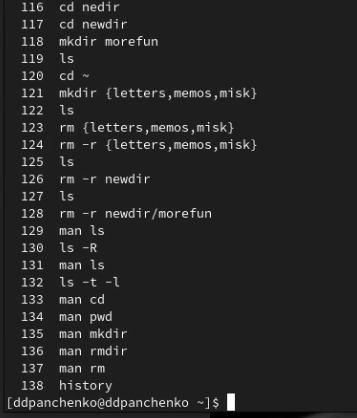 116 cd nedir
117 cd newdir
118 mkdir morefun
119 ls
120 cd ~
121 mkdir {letters,memos,misk}
122 ls
123 rm {letters,memos,misk}
124 rm -r {letters,memos,misk}
125 ls
126 rm -r newdir
127 ls
128 rm -r newdir/morefun
129 man ls
130 ls -R
131 man ls
132 ls -t -l
133 man cd
134 man pwd
135 man mkdir
136 man rmdir
137 man rm
138 history
[ddpanchenko@ddpanchenko ~]$